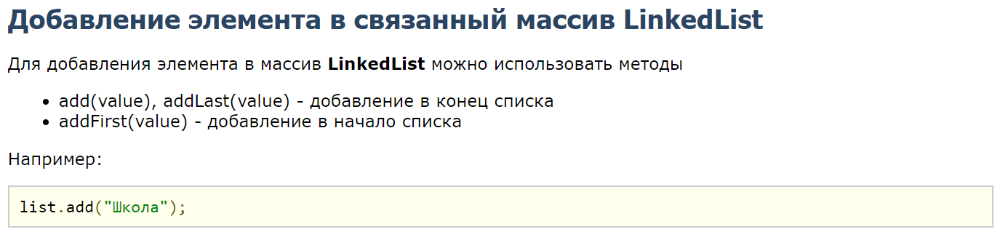 Добавление элемента в связанный массив LinkedList
Для добавления элемента в массив LinkedList можно использовать методы
• add(value), addLast(value) - добавление в конец списка
• addFirst(value) - добавление в начало списка
Например:
list.add("Школа");